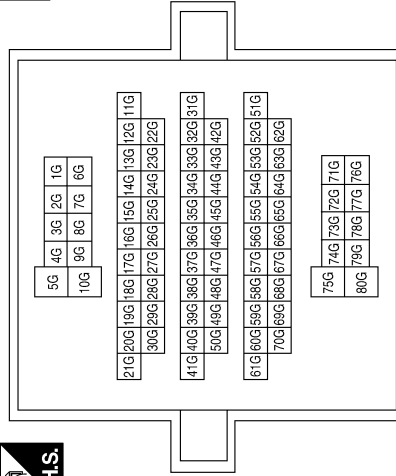 5G 4G 3G 2G 1G
10G 9G 8G 7G 6G
21G 20G 19G 18G 17G 16G 15G 14G 13G 12G 11G
30G 29G 28G 27G 26G 25G 24G 23G 22G
41G 40G 39G 38G 37G 36G 35G 34G 33G 32G 31G
50G 49G 48G 47G 46G 45G 44G 43G 42G
61G 60G 59G 58G 57G 56G 55G 54G 53G 52G 51G
70G 69G 68G 67G 66G 65G 64G 63G 62G
75G 74G 73G 72G 71G
80G 79G 78G 77G 76G
H.S.